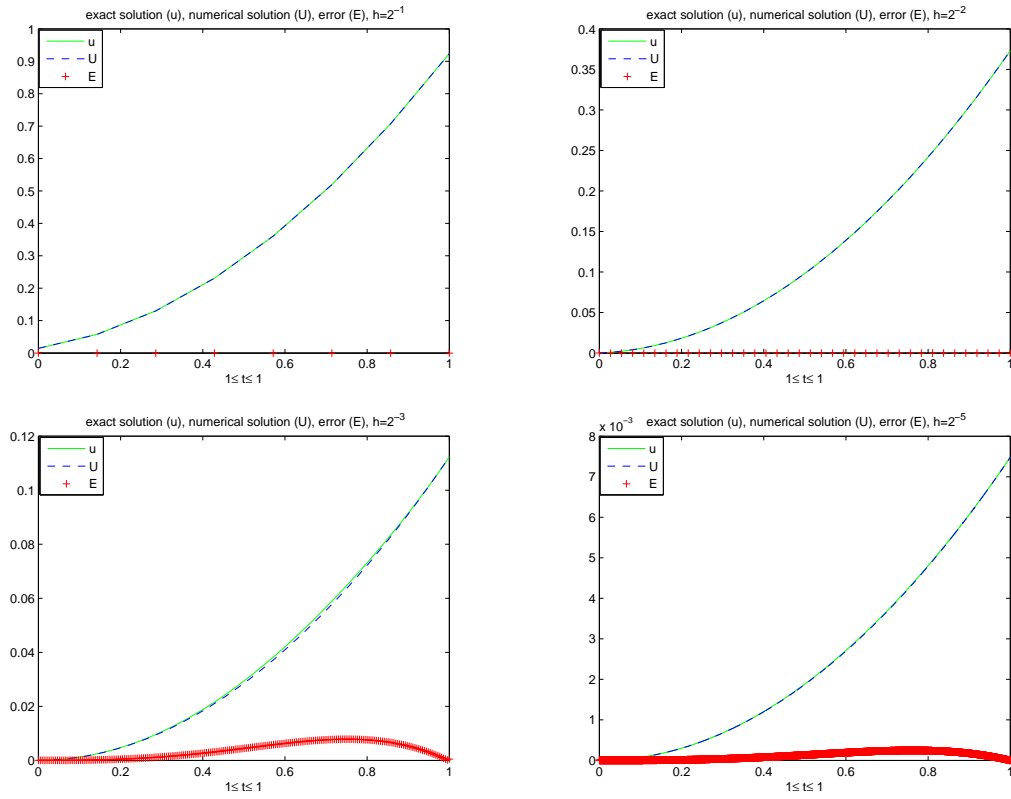 exact solution (u), numerical solution (U), error (E), h=2⁻¹
1
0.9
0.8
0.7
0.6
0.5
0.4
0.3
0.2
0.1
0
u
U
E
0 0.2 0.4 0.6 0.8 1
1≤ t≤ 1
exact solution (u), numerical solution (U), error (E), h=2⁻²
0.4
0.35
0.3
0.25
0.2
0.15
0.1
0.05
0
u
U
E
0 0.2 0.4 0.6 0.8 1
1≤ t≤ 1
exact solution (u), numerical solution (U), error (E), h=2⁻³
0.12
0.1
0.08
0.06
0.04
0.02
0
u
U
E
0 0.2 0.4 0.6 0.8 1
1≤ t≤ 1
exact solution (u), numerical solution (U), error (E), h=2⁻⁵
x 10⁻³
8
7
6
5
4
3
2
1
0
u
U
E
0 0.2 0.4 0.6 0.8 1
1≤ t≤ 1